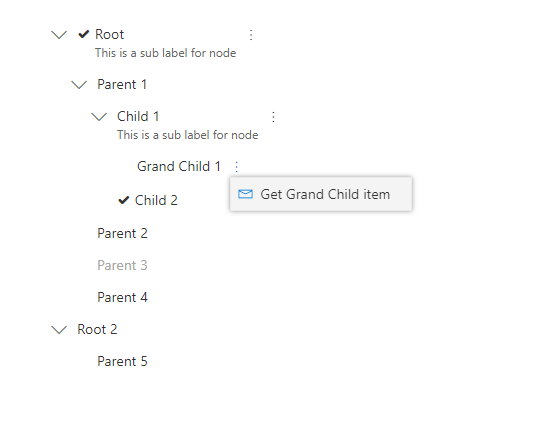 Root
This is a sub label for node
Parent 1
Child 1
This is a sub label for node
Grand Child 1
Get Grand Child item
Child 2
Parent 2
Parent 3
Parent 4
Root 2
Parent 5